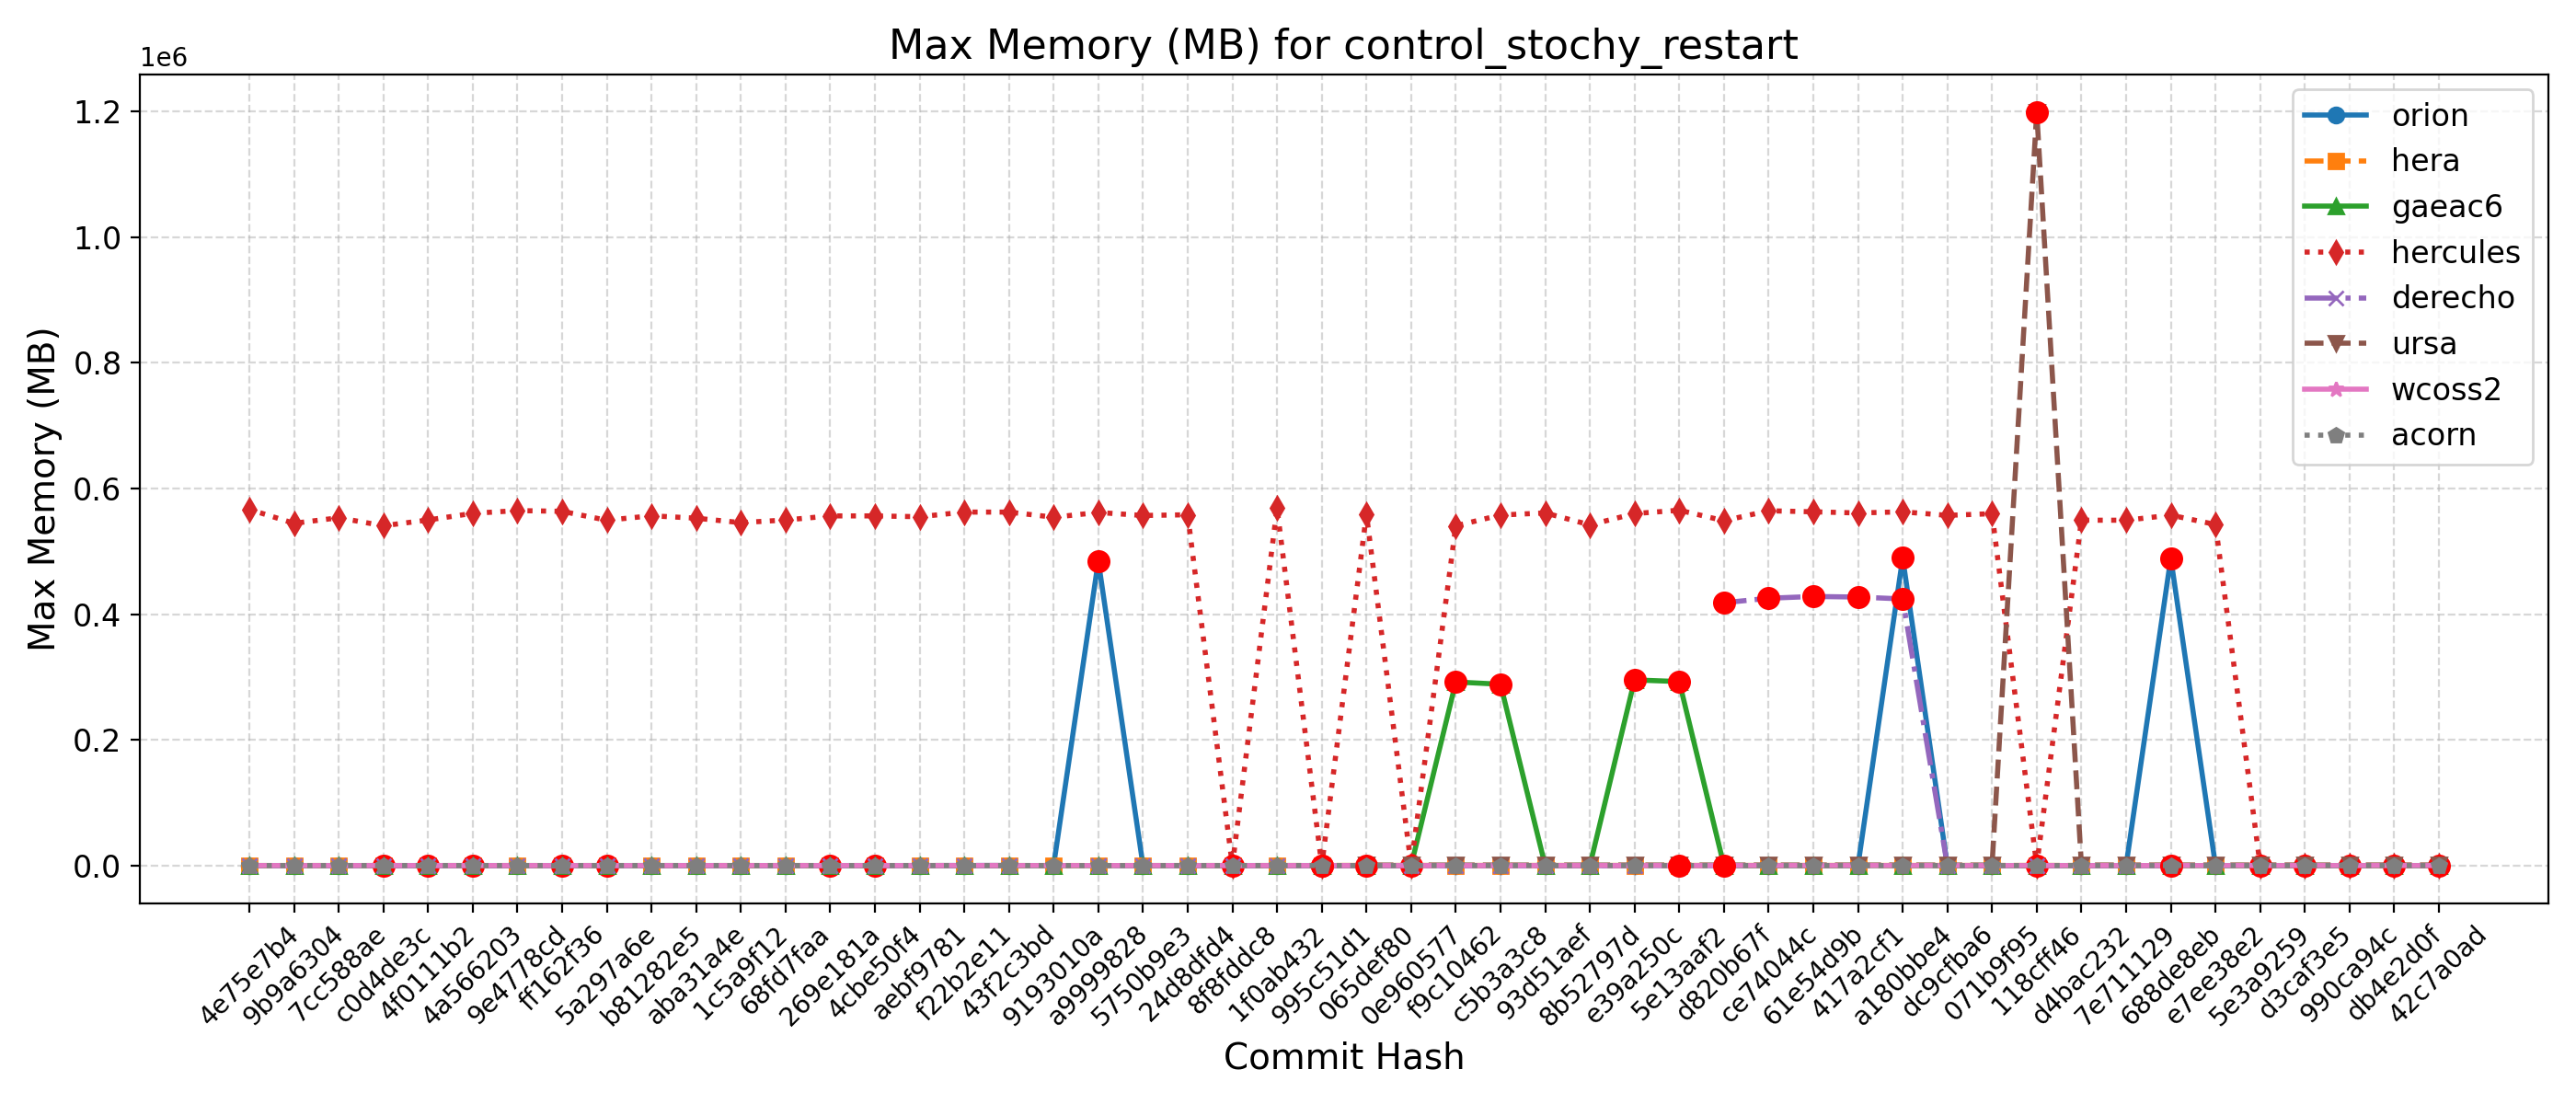 Max Memory (MB) for control_stochy_restart
1e6
1.2
1.0
0.8
0.6
0.4
0.2
0.0
Max Memory (MB)
orion
hera
gaeac6
hercules
derecho
ursa
wcoss2
acorn
4e75e7b4
9b9a6304
7cc588ae
c0d4de3c
4f0111b2
4a566203
9e4778cd
ff162f36
5a297a6e
b81282e5
aba31a4e
1c5a9f12
68fd7faa
269e181a
4cbe50f4
aebf9781
f22b2e11
43f2c3bd
9193010a
a9999828
5750b9e3
24d8dfd4
8f8fddc8
1f0ab432
995c51d1
065def80
0e960577
f9c10462
c5b3a3c8
93d51aef
8b52797d
e39a250c
5e13aaf2
d820b67f
ce74044c
61e54d9b
417a2cf1
a180bbe4
dc9cfba6
071b9f95
118cff46
d4bac232
7e711129
688de8eb
e7ee38e2
5e3a9259
d3caf3e5
990ca94c
db4e2d0f
42c7a0ad
Commit Hash